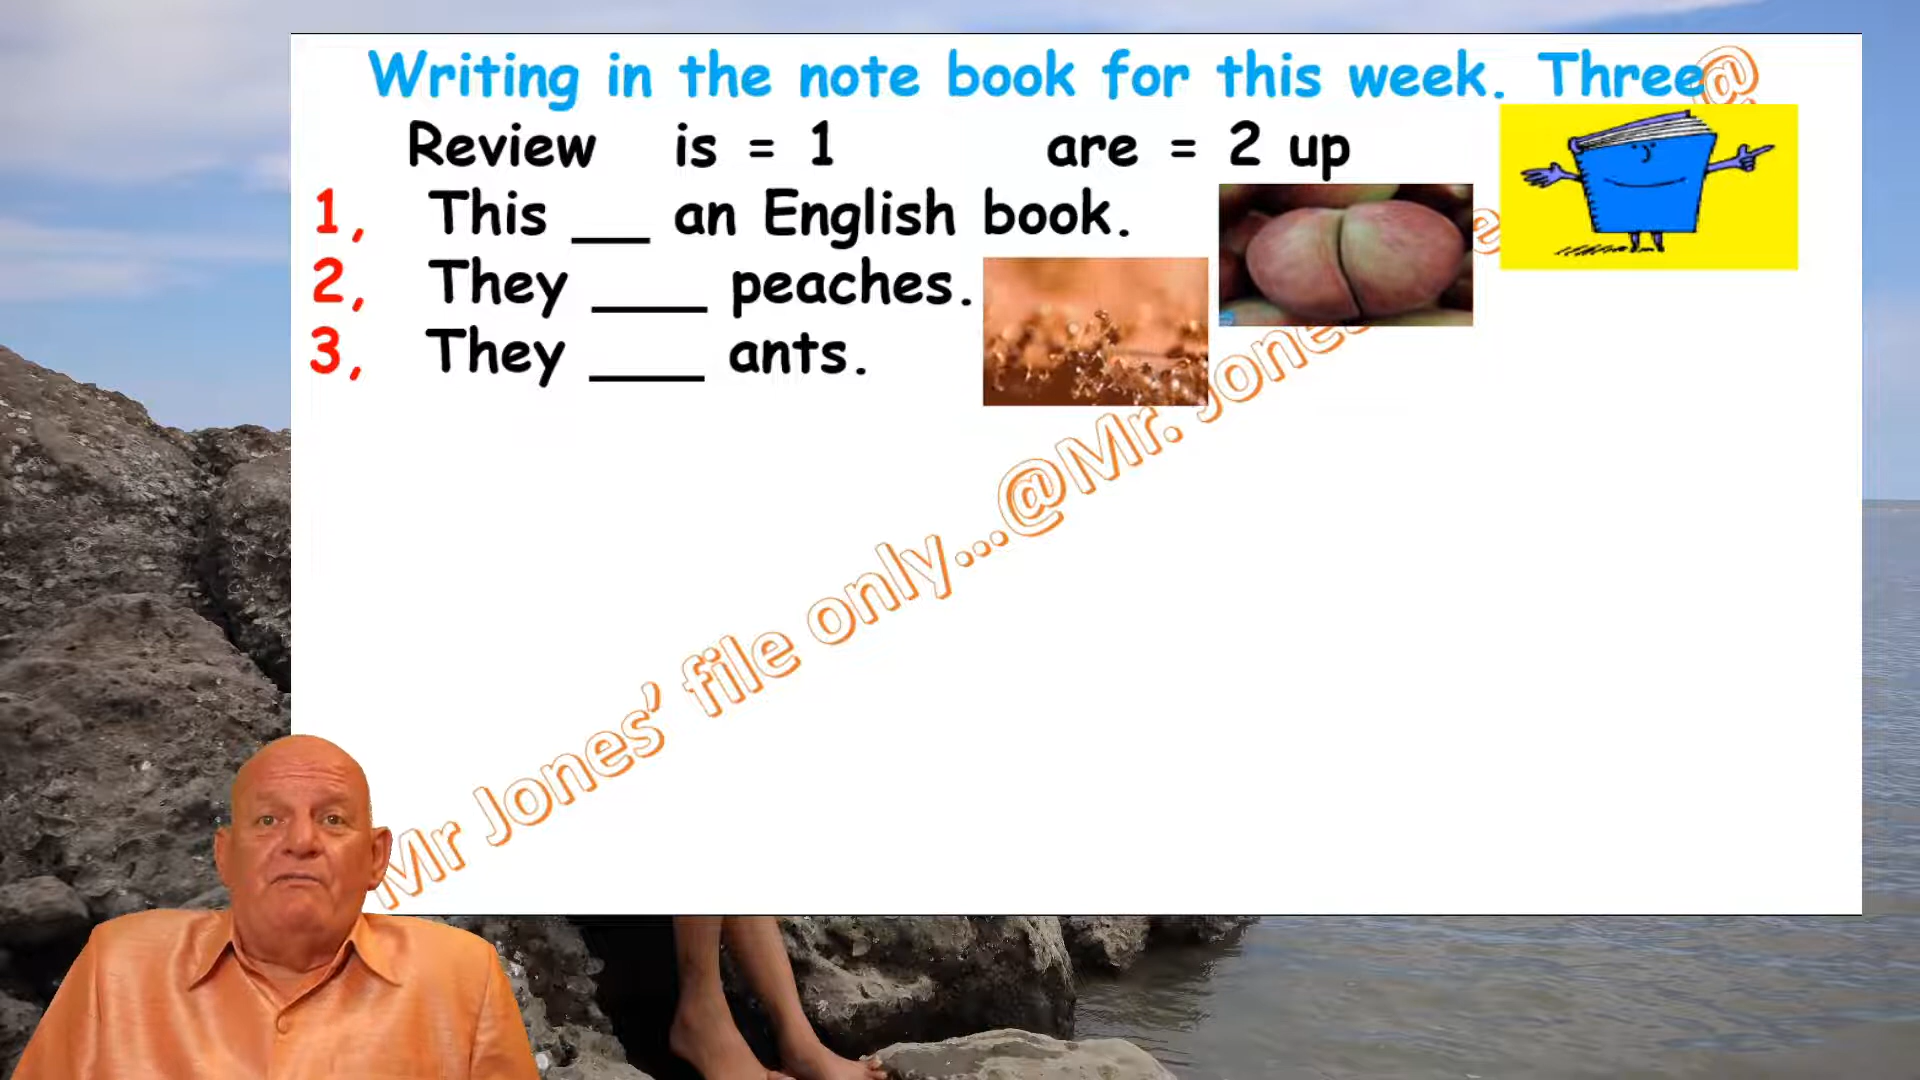 Writing in the note book for this week. Three
Review is = 1 are = 2 up
1, This __ an English book.
2, They ___ peaches.
3, They ___ ants.
Mr Jones' file only...@Mr. Jones
@